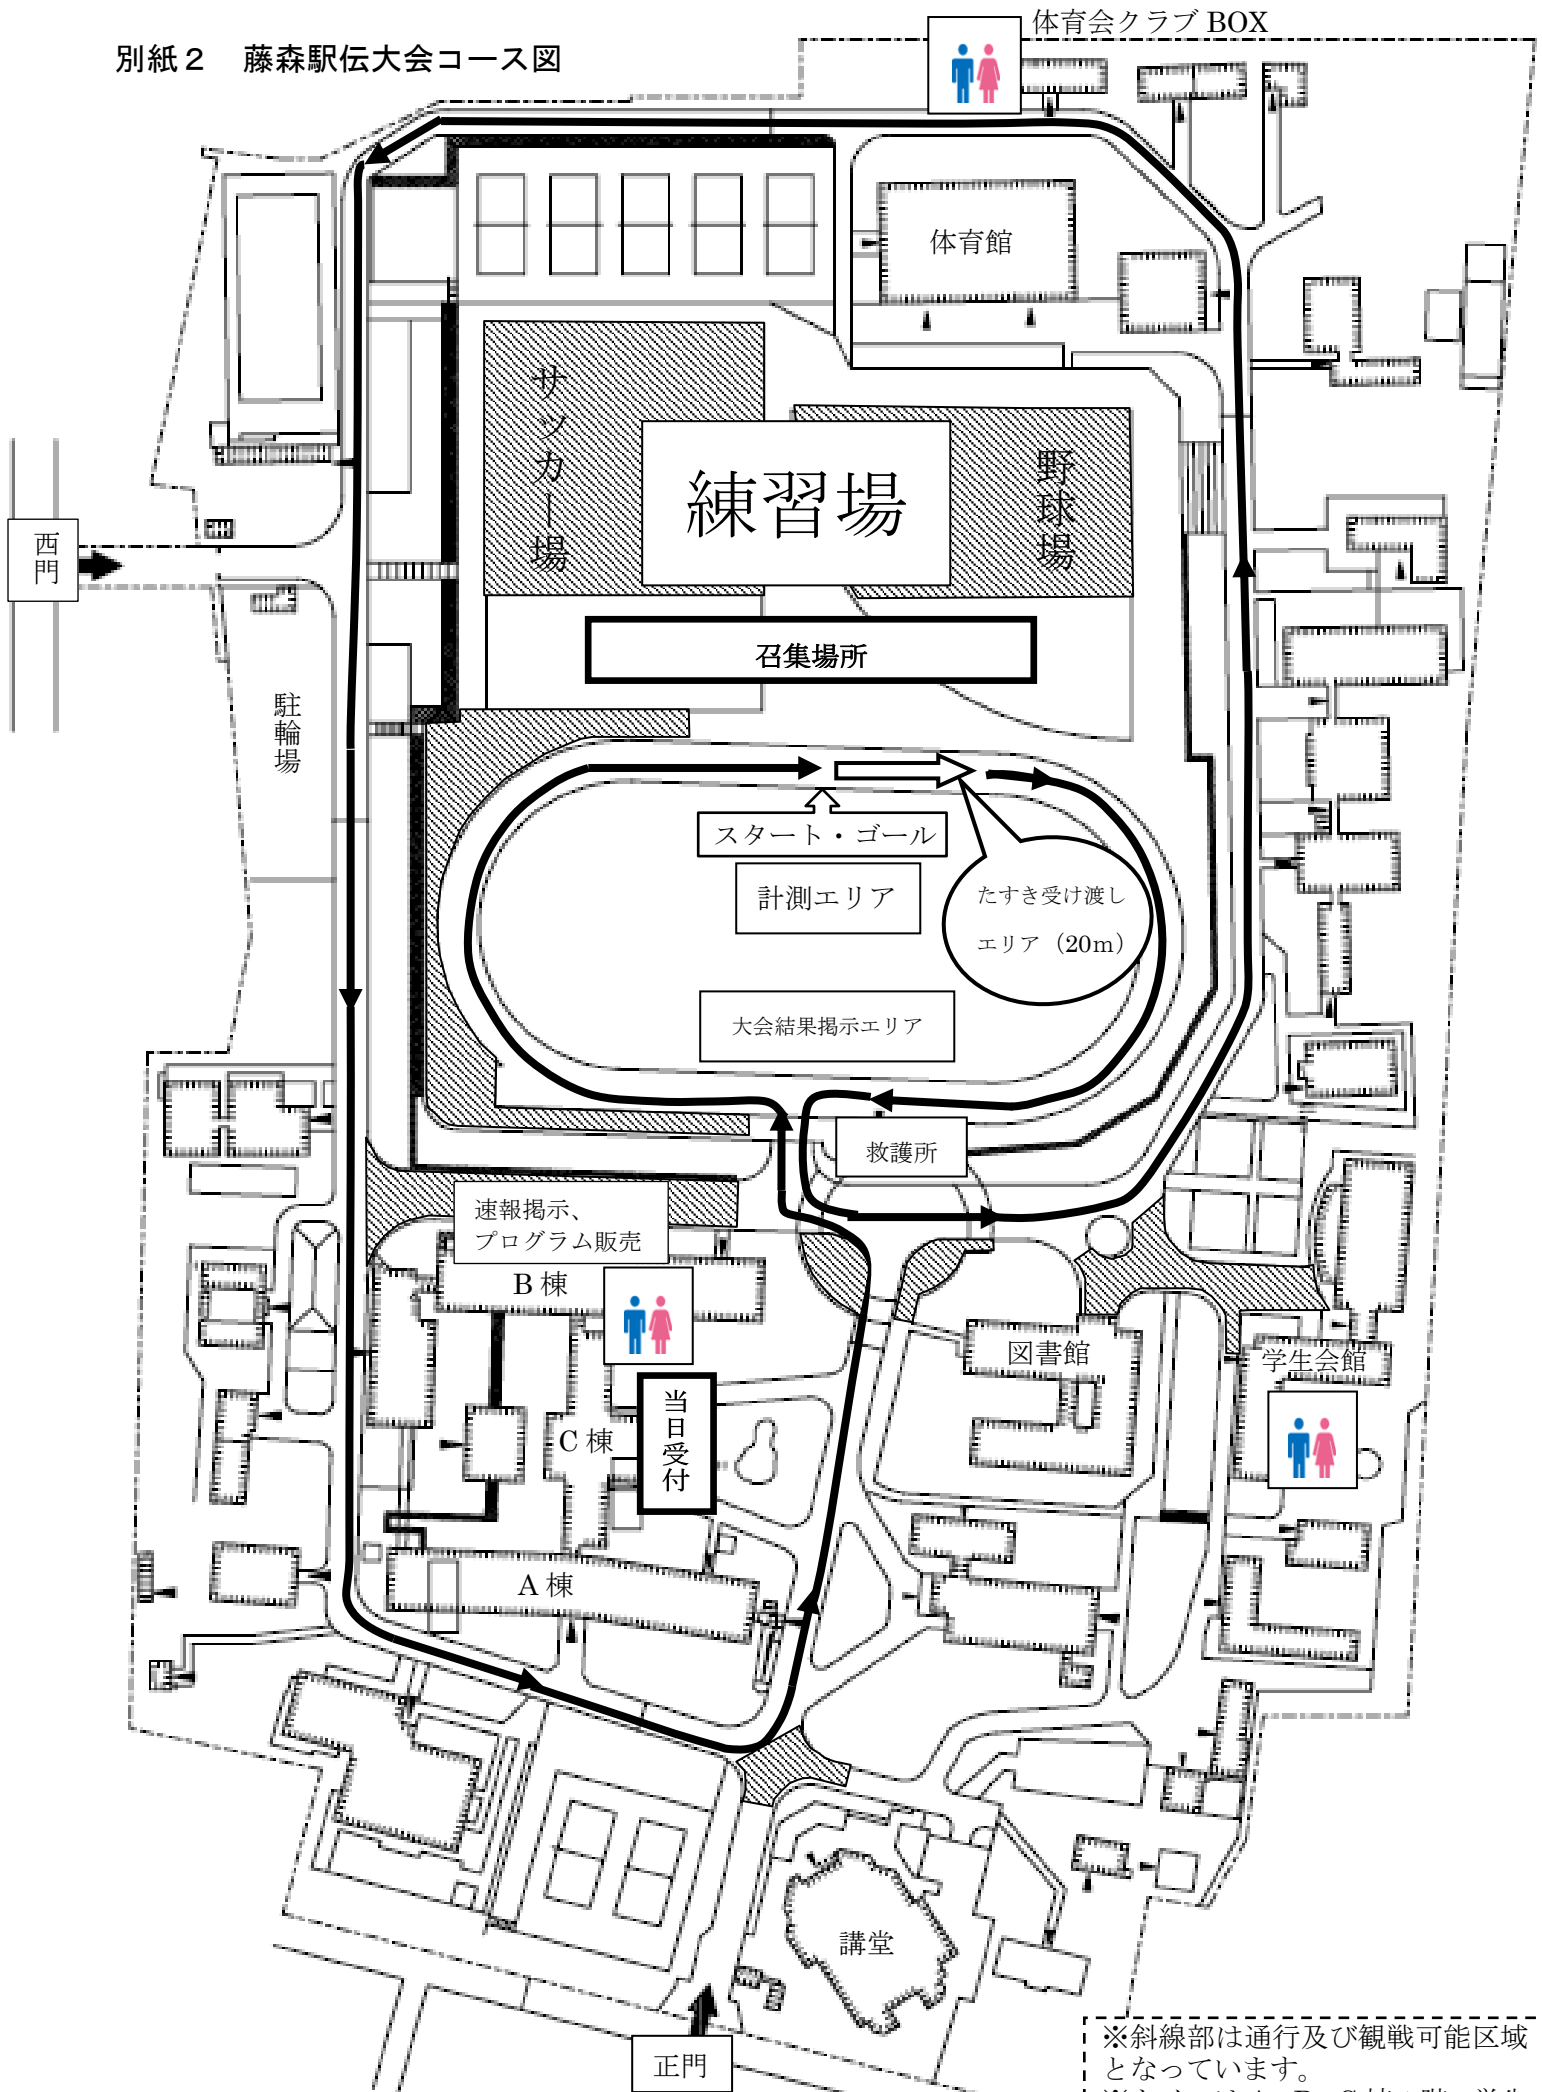 体育会クラブ BOX
別紙２　藤森駅伝大会コース図
体育館
サッカー場
練習場
野球場
西門
召集場所
駐輪場
スタート・ゴール
計測エリア
たすき受け渡し
エリア（20m）
大会結果掲示エリア
救護所
速報掲示、
プログラム販売
B 棟
図書館
学生会館
当日受付
C 棟
A 棟
講堂
正門
※斜線部は通行及び観戦可能区域
となっています。